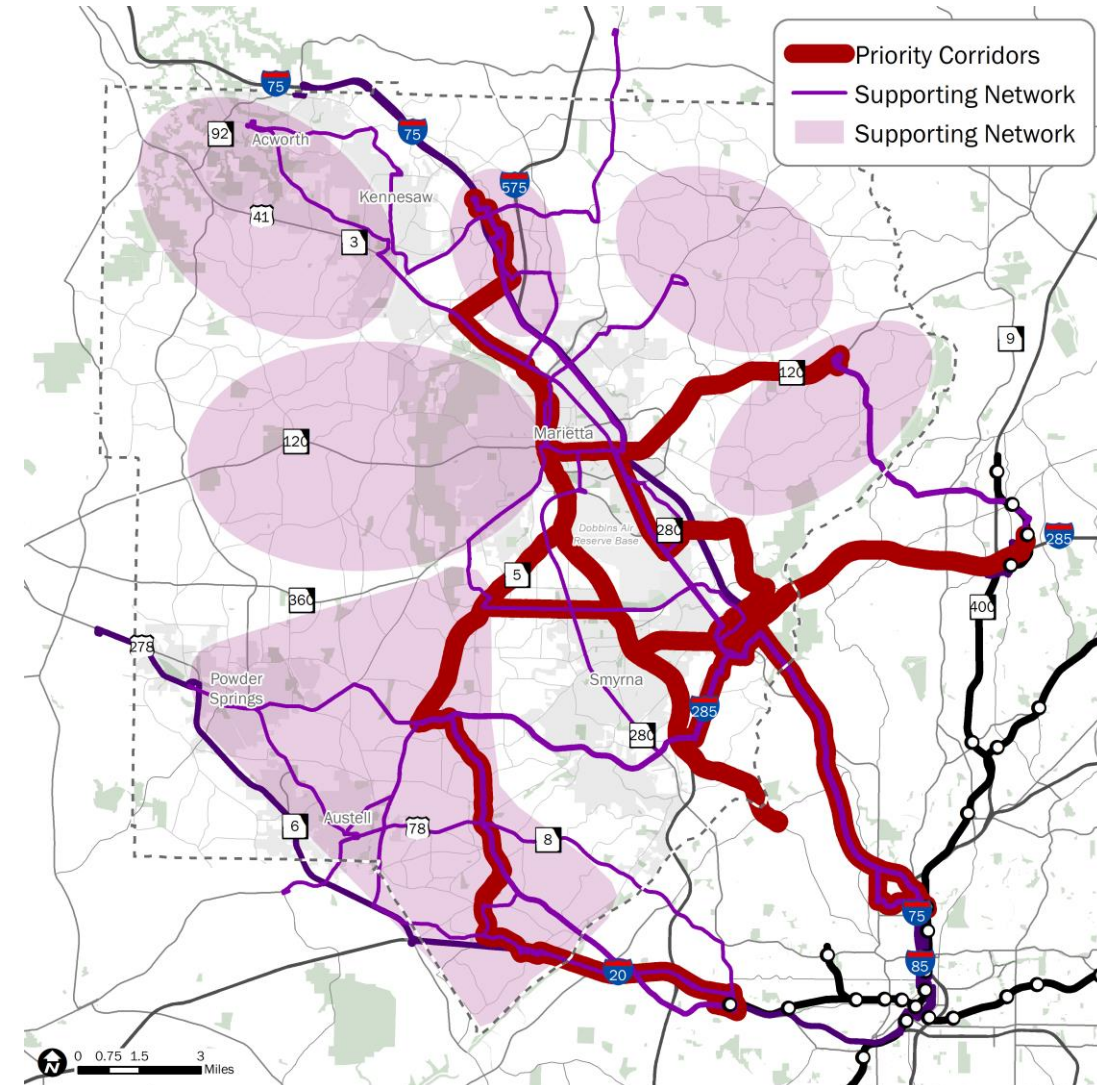 Priority Corridors
Supporting Network
Supporting Network
75
92
Acworth
75
575
Kennesaw
41
3
9
120
120
Marietta
280
Dobbins Air
Reserve Base
285
5
360
400
278
Powder
Springs
Smyrna
285
280
6
Austell
78
8
75
85
20
N
0 0.75 1.5 3
Miles